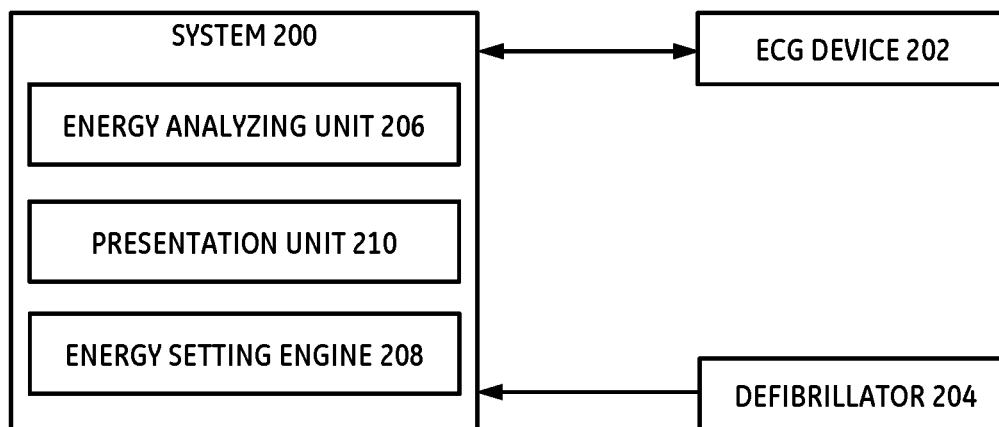 SYSTEM 200
ENERGY ANALYZING UNIT 206
PRESENTATION UNIT 210
ENERGY SETTING ENGINE 208
ECG DEVICE 202
DEFIBRILLATOR 204